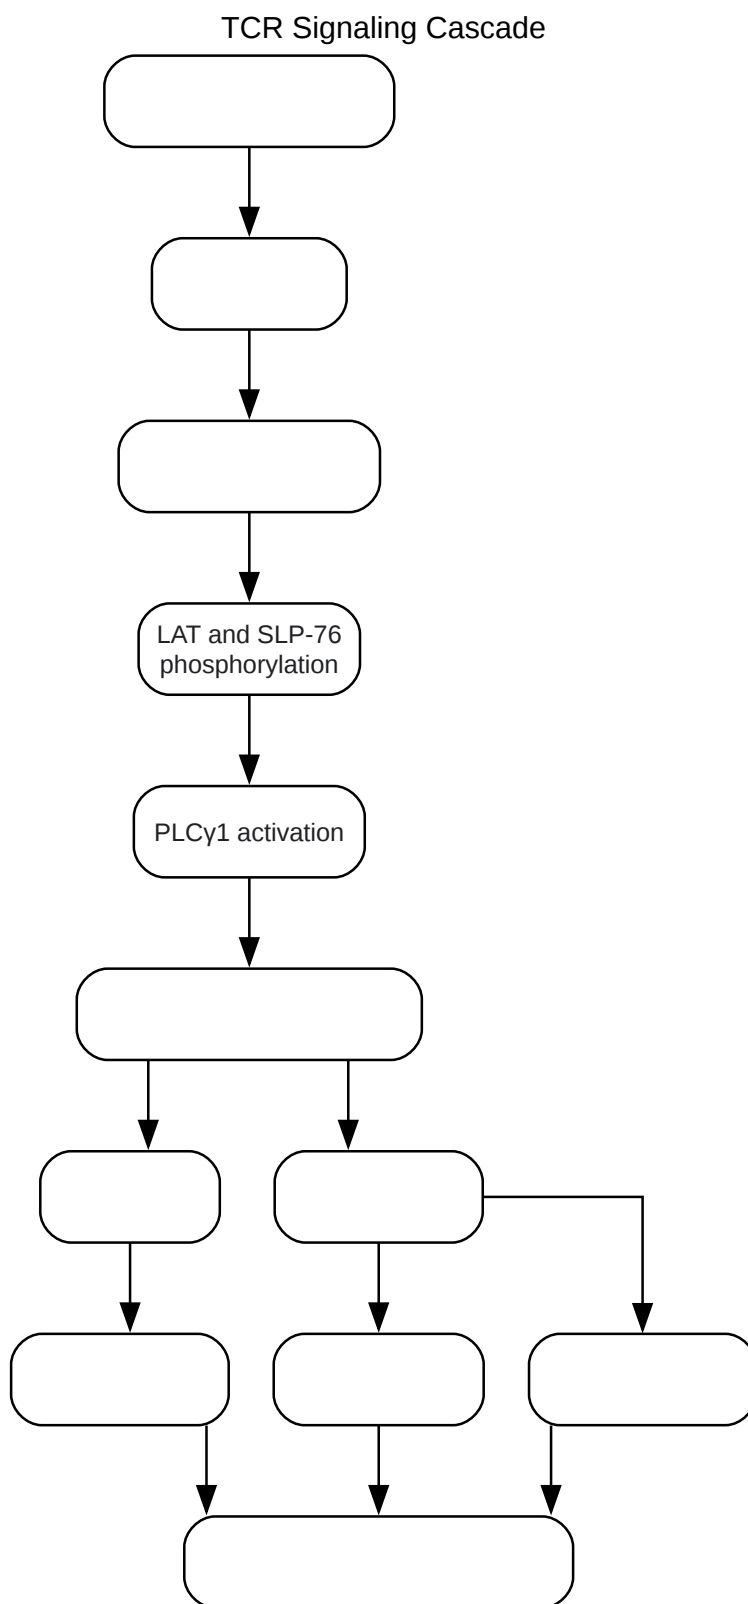 TCR Signaling Cascade
LAT and SLP-76
phosphorylation
PLCγ1 activation